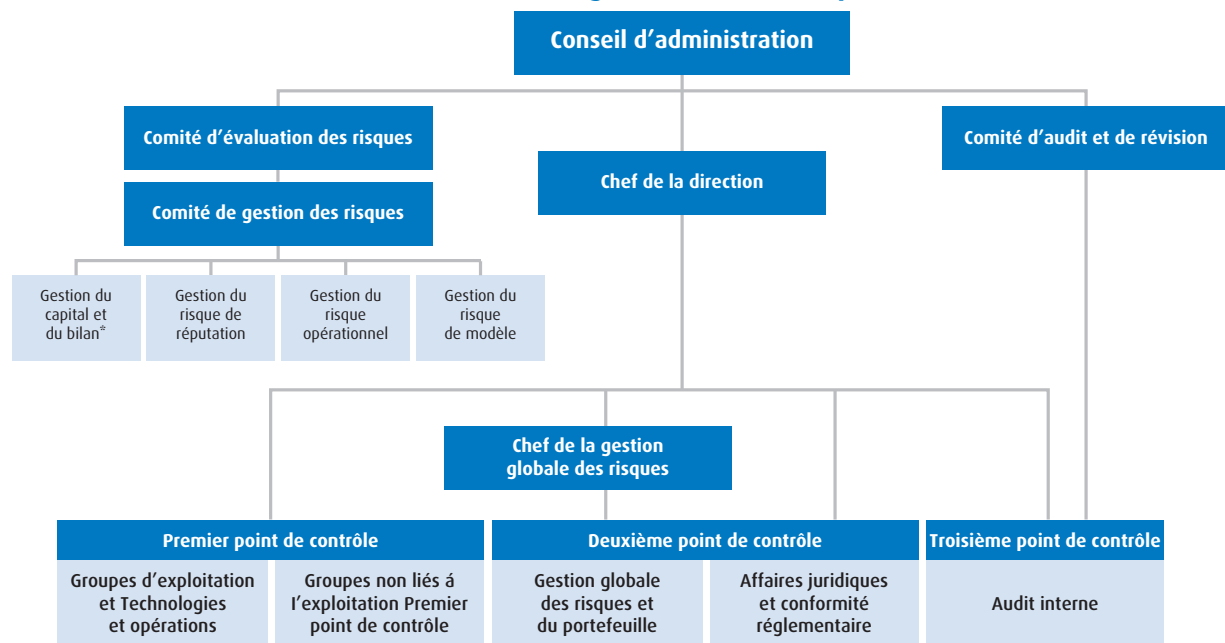 Conseil d'administration
Comité d'évaluation des risques
Comité d'audit et de révision
Chef de la direction
Comité de gestion des risques
Gestion du
capital et
du bilan*
Gestion du
risque de
réputation
Gestion du
risque
opérationnel
Gestion du
risque
de modèle
Chef de la gestion
globale des risques
Premier point de contrôle
Deuxième point de contrôle
Troisième point de contrôle
Groupes d'exploitation
et Technologies
et opérations
Groupes non liés á
I'exploitation Premier
point de contrôle
Gestion globale
des risques et
du portefeuille
Affaires juridiques
et conformité
réglementaire
Audit interne